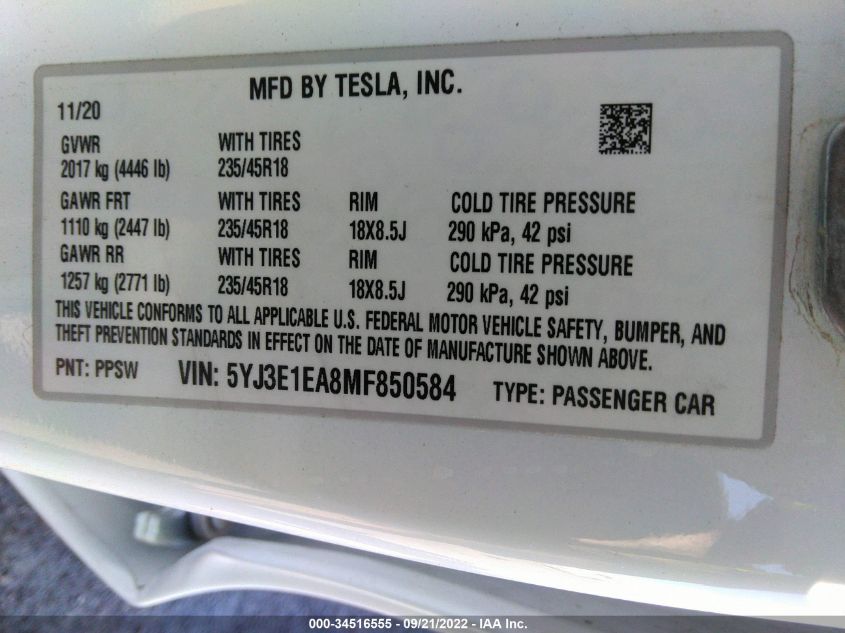 MFD BY TESLA, INC.
11/20
GVWR WITH TIRES
2017 kg (4446 lb) 235/45R18
GAWR FRT WITH TIRES RIM COLD TIRE PRESSURE
1110 kg (2447 lb) 235/45R18 18X8.5J 290 kPa, 42 psi
GAWR RR WITH TIRES RIM COLD TIRE PRESSURE
1257 kg (2771 lb) 235/45R18 18X8.5J 290 kPa, 42 psi
THIS VEHICLE CONFORMS TO ALL APPLICABLE U.S. FEDERAL MOTOR VEHICLE SAFETY, BUMPER, AND
THEFT PREVENTION STANDARDS IN EFFECT ON THE DATE OF MANUFACTURE SHOWN ABOVE.
PNT: PPSW VIN: 5YJ3E1EA8MF850584 TYPE: PASSENGER CAR
000-34516555 - 09/21/2022 - IAA Inc.